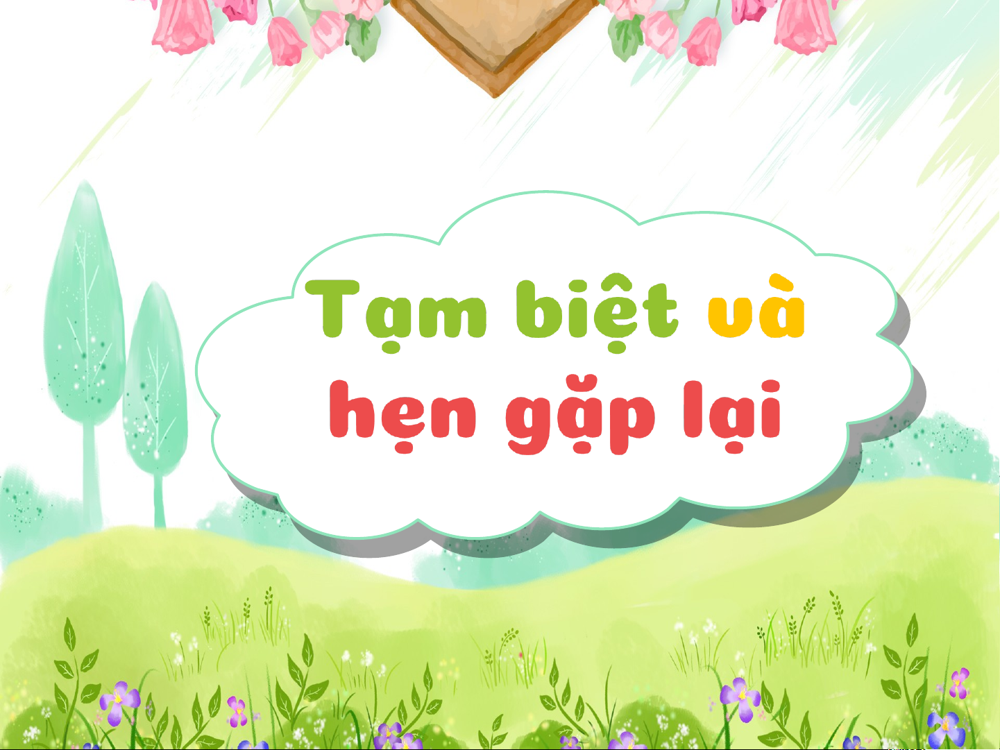 Tạm biệt và
hẹn gặp lại